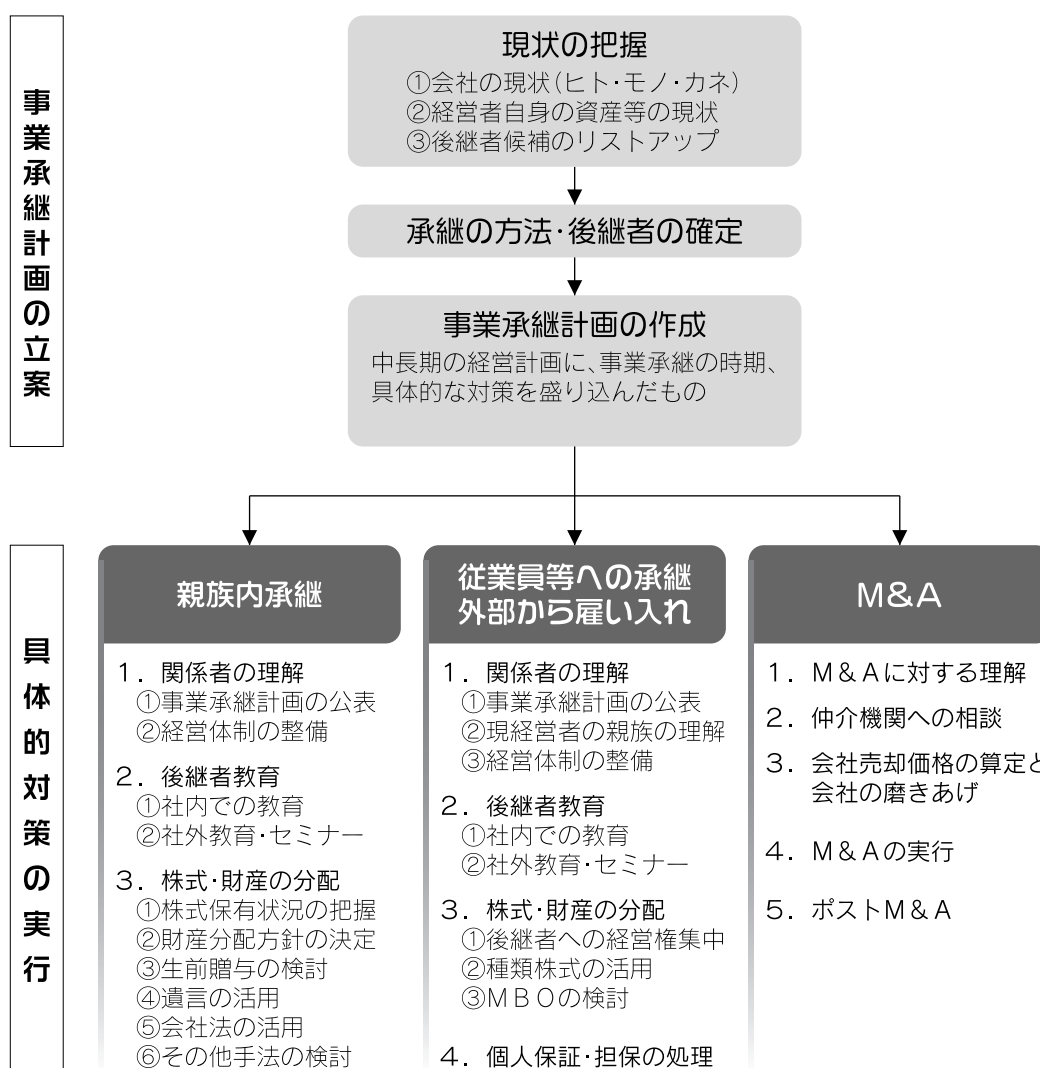 事業承継計画の立案
現状の把握
①会社の現状(ヒト・モノ・カネ)
②経営者自身の資産等の現状
③後継者候補のリストアップ
承継の方法・後継者の確定
事業承継計画の作成
中長期の経営計画に、事業承継の時期、
具体的な対策を盛り込んだもの
具体的対策の実行
親族内承継
1．関係者の理解
①事業承継計画の公表
②経営体制の整備
2．後継者教育
①社内での教育
②社外教育・セミナー
3．株式・財産の分配
①株式保有状況の把握
②財産分配方針の決定
③生前贈与の検討
④遺言の活用
⑤会社法の活用
⑥その他手法の検討
従業員等への承継
外部から雇い入れ
1．関係者の理解
①事業承継計画の公表
②現経営者の親族の理解
③経営体制の整備
2．後継者教育
①社内での教育
②社外教育・セミナー
3．株式・財産の分配
①後継者への経営権集中
②種類株式の活用
③MBOの検討
4．個人保証・担保の処理
M&A
1．M&Aに対する理解
2．仲介機関への相談
3．会社売却価格の算定と
会社の磨きあげ
4．M&Aの実行
5．ポストM&A